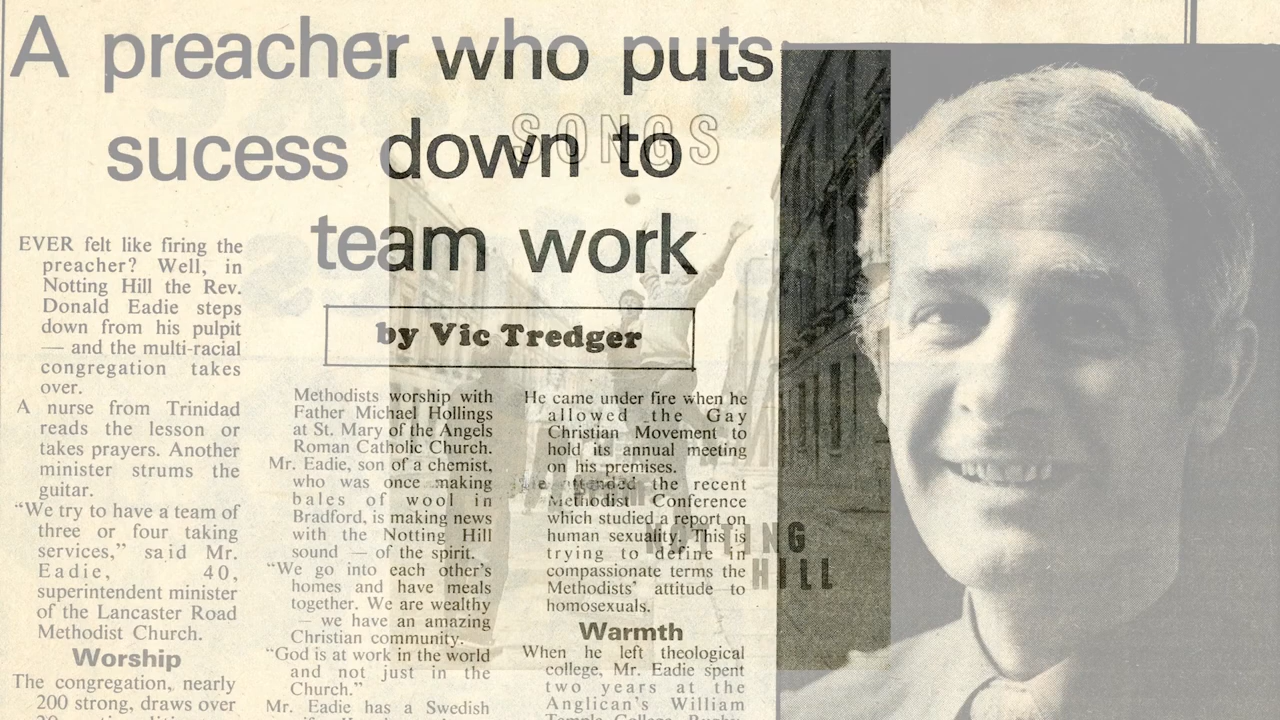 A preacher who puts
sucess down to
team work
by Vic Tredger
EVER felt like firing the
preacher? Well, in
Notting Hill the Rev.
Donald Eadie steps
down from his pulpit
— and the multi-racial
congregation takes
over.
A nurse from Trinidad
reads the lesson or
takes prayers. Another
minister strums the
guitar.
“We try to have a team of
three or four taking
services,” said Mr.
Eadie, 40,
superintendent minister
of the Lancaster Road
Methodist Church.
Worship
The congregation, nearly
200 strong, draws over
Methodists worship with
Father Michael Hollings
at St. Mary of the Angels
Roman Catholic Church.
Mr. Eadie, son of a chemist,
who was once making
bales of wool in
Bradford, is making news
with the Notting Hill
sound — of the spirit.
“We go into each other’s
homes and have meals
together. We are wealthy
— we have an amazing
Christian community.
“God is at work in the world
and not just in the
Church.”
Mr. Eadie has a Swedish
He came under fire when he
allowed the Gay
Christian Movement to
hold its annual meeting
on his premises.
He attended the recent
Methodist Conference
which studied a report on
human sexuality. This is
trying to define in
compassionate terms the
Methodists’ attitude to
homosexuals.
Warmth
When he left theological
college, Mr. Eadie spent
two years at the
Anglican’s William
Temple College, Rugby,
SONGS
NOTTING
HILL